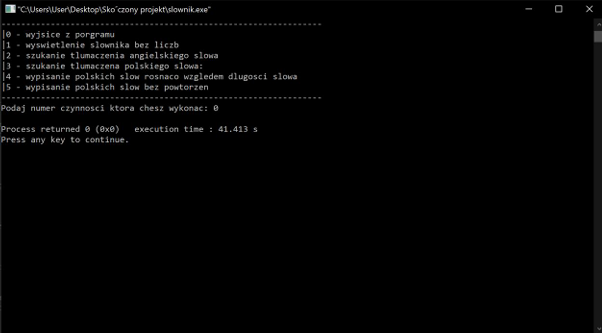 "C:\Users\User\Desktop\Sko˝czony projekt\slownik.exe"
--------------------------------------------------------------------
|0 - wyjsice z porgramu
|1 - wyswietlenie slownika bez liczb
|2 - szukanie tlumaczenia angielskiego slowa
|3 - szukanie tlumaczena polskiego slowa:
|4 - wypisanie polskich slow rosnaco wzgledem dlugosci slowa
|5 - wypisanie polskich slow bez powtorzen
--------------------------------------------------------------------
Podaj numer czynnosci ktora chesz wykonac: 0
Process returned 0 (0x0)   execution time : 41.413 s
Press any key to continue.